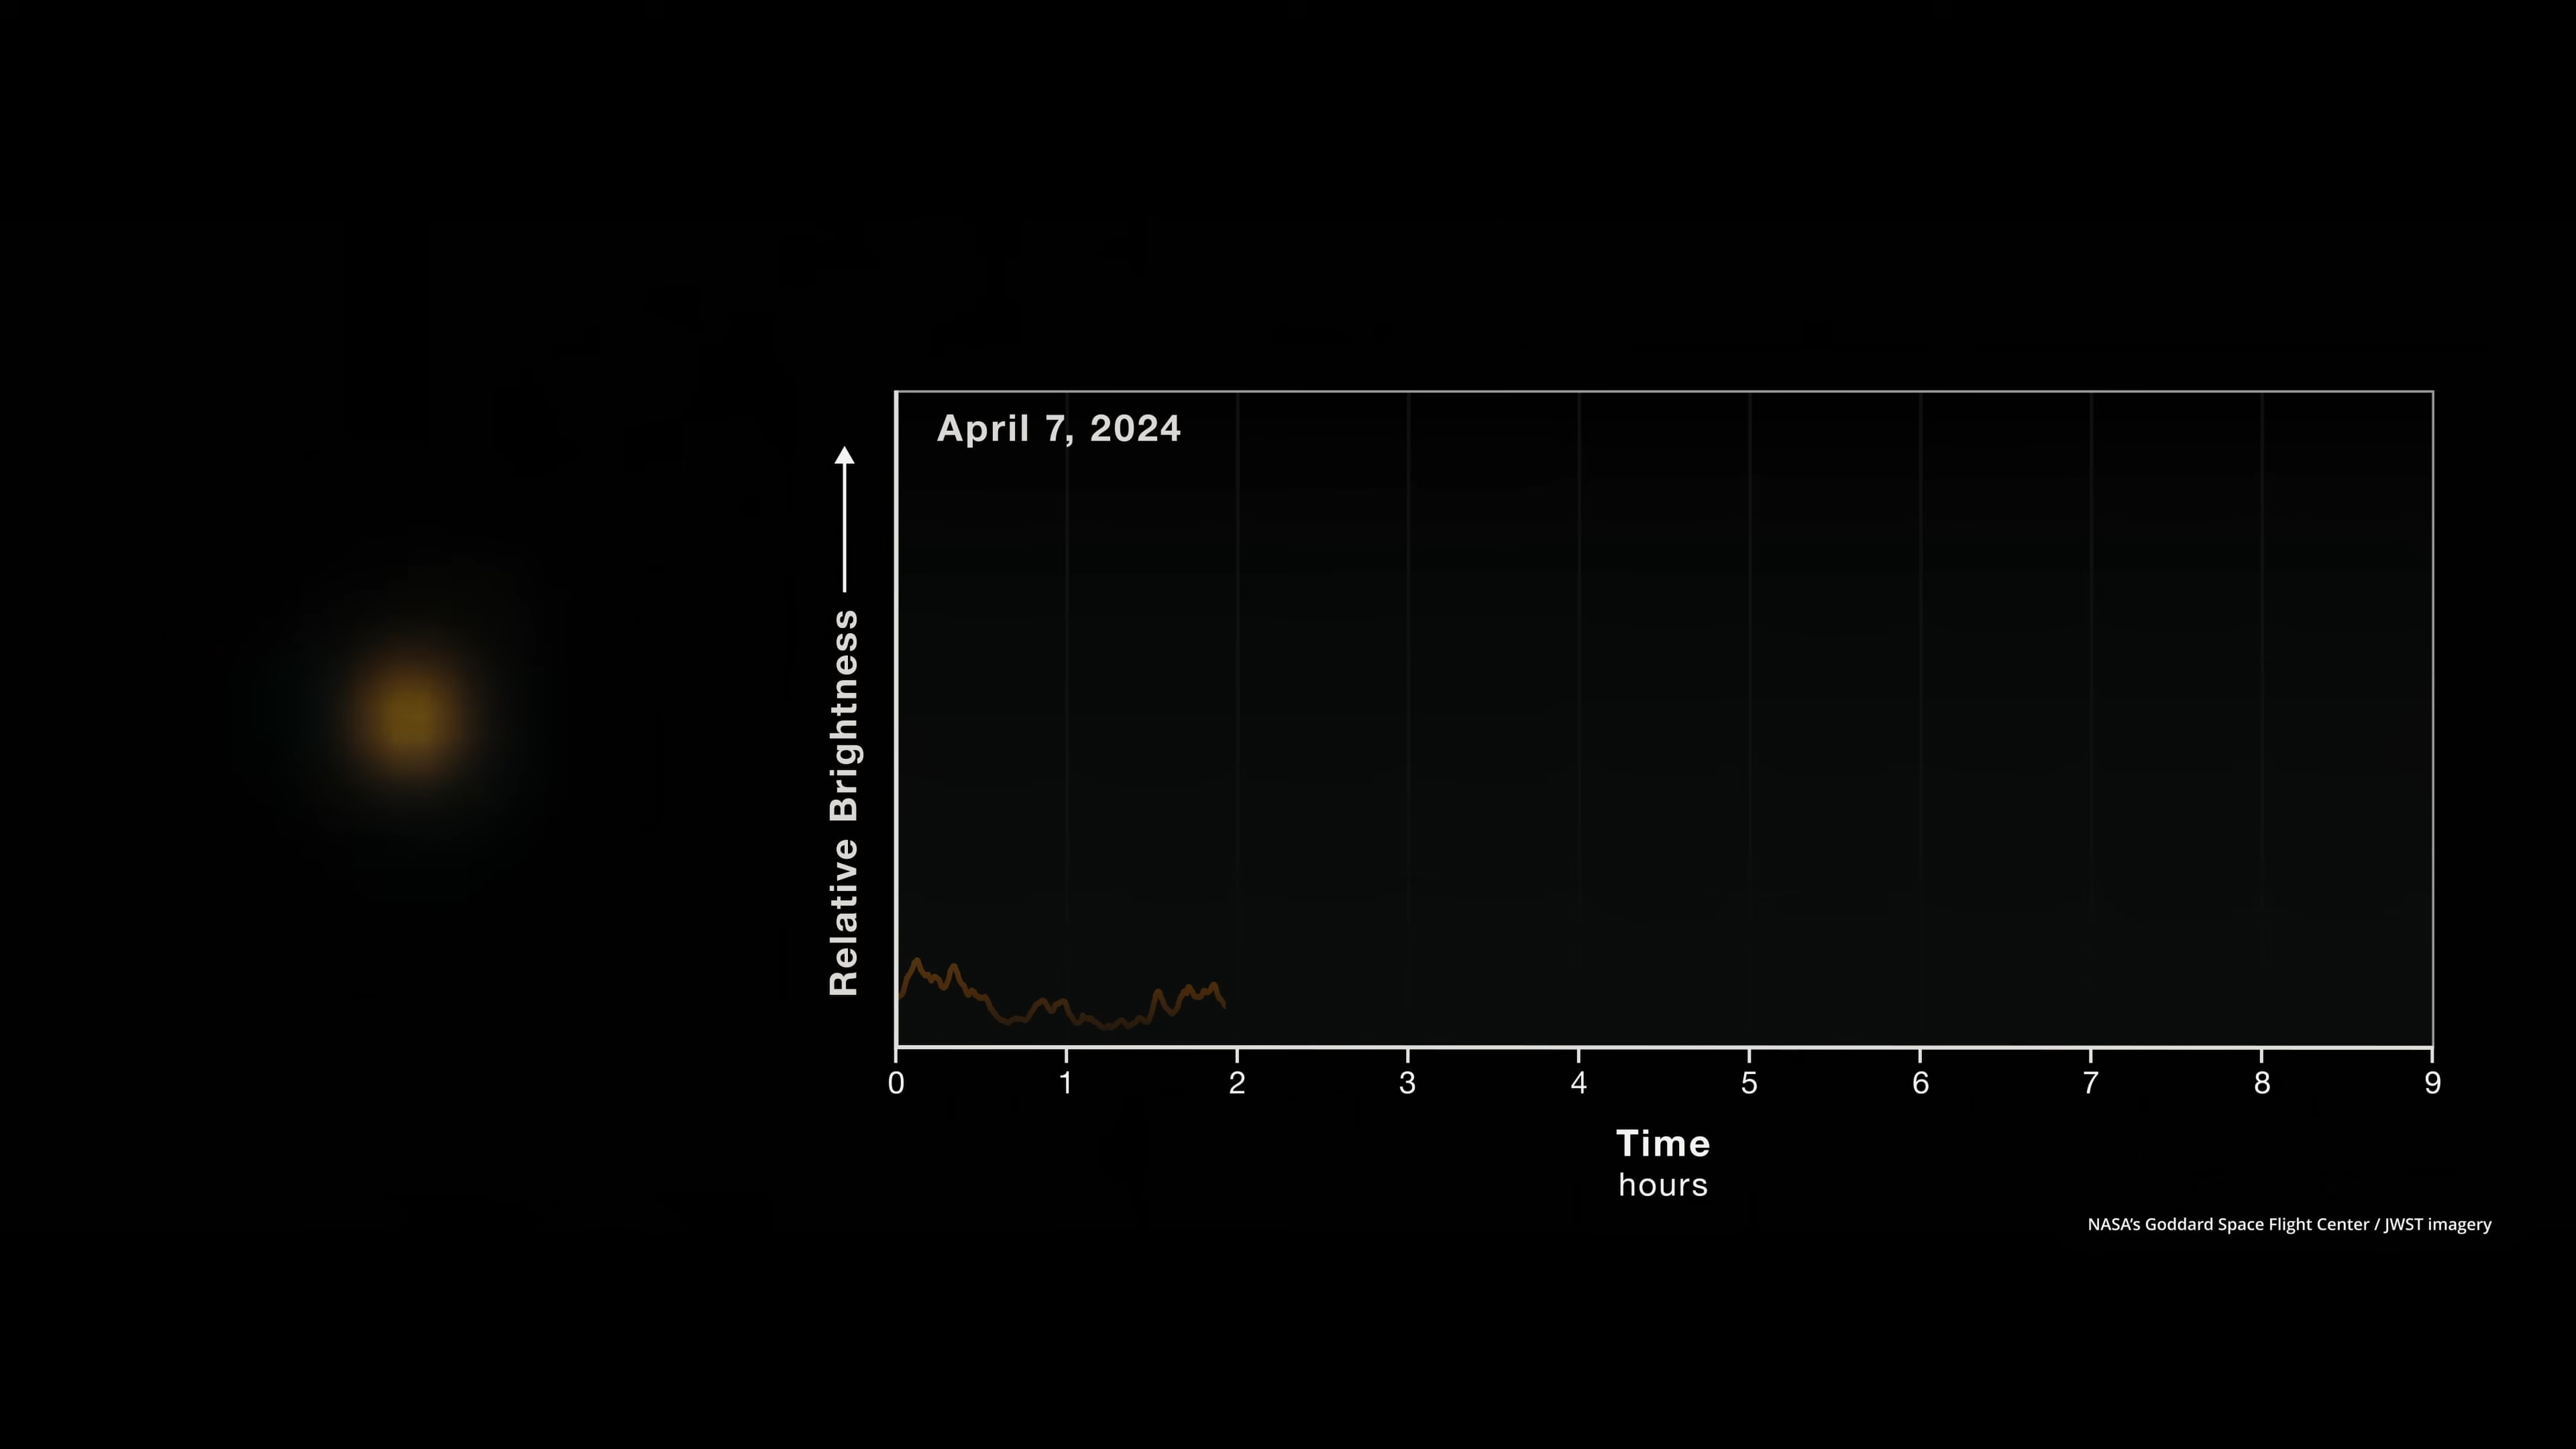 April 7, 2024
Relative Brightness
0 1 2 3 4 5 6 7 8 9
Time
hours
NASA's Goddard Space Flight Center / JWST imagery